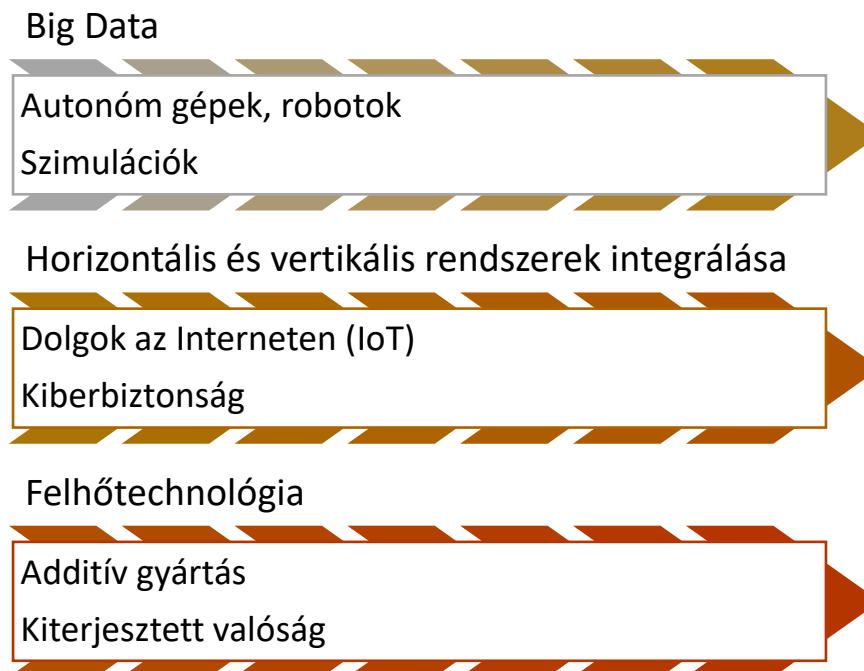 Big Data
Autonóm gépek, robotok
Szimulációk
Horizontális és vertikális rendszerek integrálása
Dolgok az Interneten (IoT)
Kiberbiztonság
Felhőtechnológia
Additív gyártás
Kiterjesztett valóság